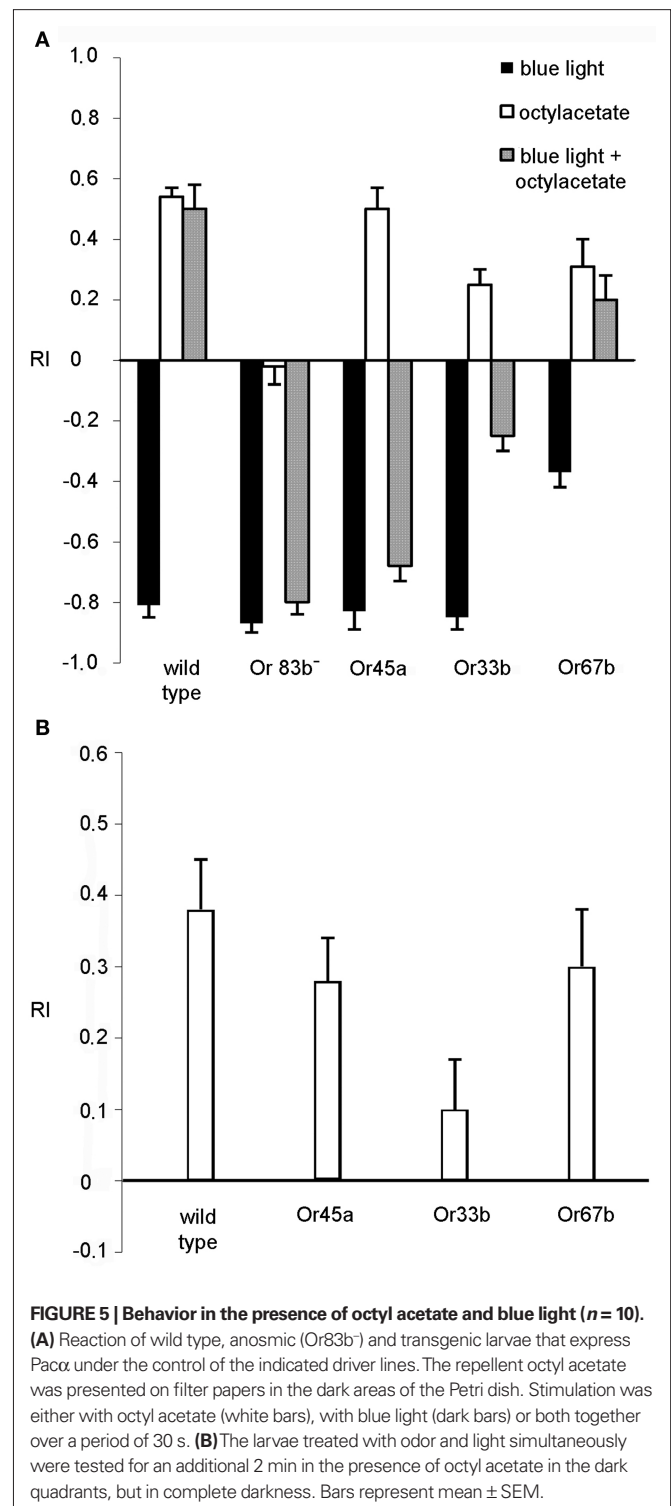 A
1.0
0.8
0.6
0.4
0.2
RI 0
-0.2
-0.4
-0.6
-0.8
-1.0
blue light
octylacetate
blue light +
octylacetate
wild
type
Or 83b⁻
Or45a
Or33b
Or67b
B
0.6
0.5
0.4
0.3
RI
0.2
0.1
0
-0.1
wild
type
Or45a
Or33b
Or67b
FIGURE 5 | Behavior in the presence of octyl acetate and blue light (n = 10).
(A) Reaction of wild type, anosmic (Or83b⁻) and transgenic larvae that express
Pacα under the control of the indicated driver lines. The repellent octyl acetate
was presented on filter papers in the dark areas of the Petri dish. Stimulation was
either with octyl acetate (white bars), with blue light (dark bars) or both together
over a period of 30 s. (B) The larvae treated with odor and light simultaneously
were tested for an additional 2 min in the presence of octyl acetate in the dark
quadrants, but in complete darkness. Bars represent mean ± SEM.